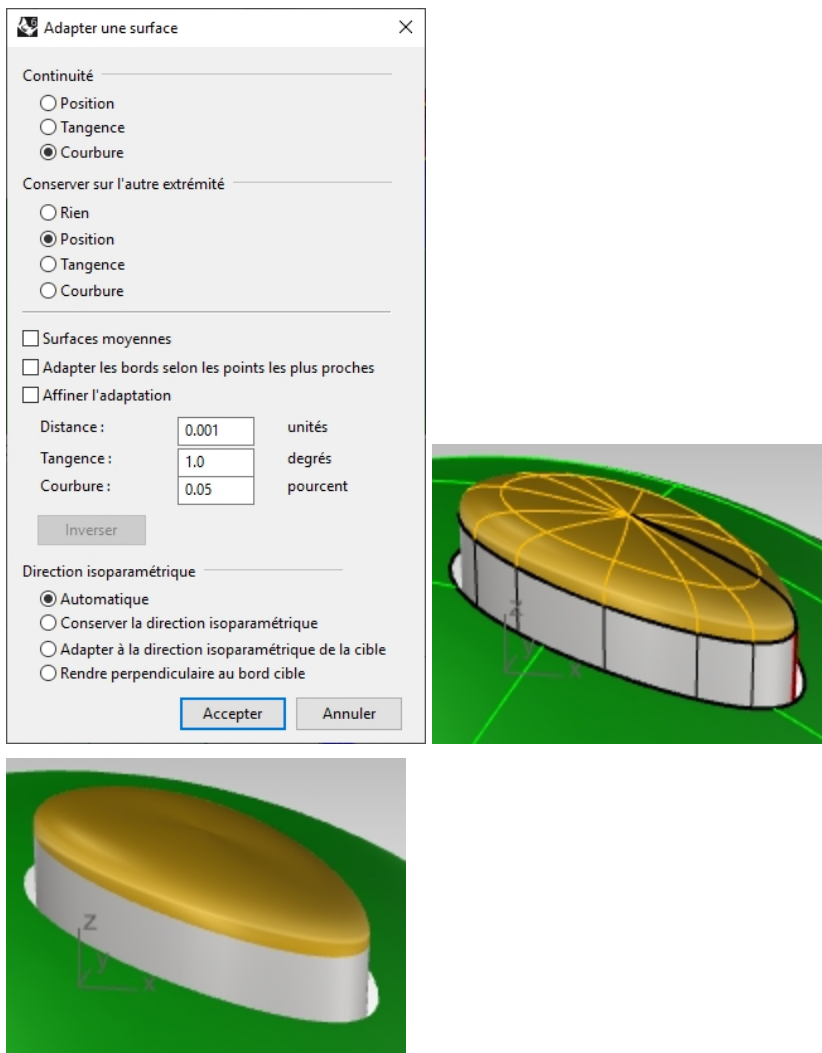 Adapter une surface
Continuité
Position
Tangence
Courbure
Conserver sur l'autre extrémité
Rien
Position
Tangence
Courbure
Surfaces moyennes
Adapter les bords selon les points les plus proches
Affiner l'adaptation
Distance : 0.001 unités
Tangence : 1.0 degrés
Courbure : 0.05 pourcent
Inverser
Direction isoparamétrique
Automatique
Conserver la direction isoparamétrique
Adapter à la direction isoparamétrique de la cible
Rendre perpendiculaire au bord cible
Accepter Annuler
z
y
x
z
y
x